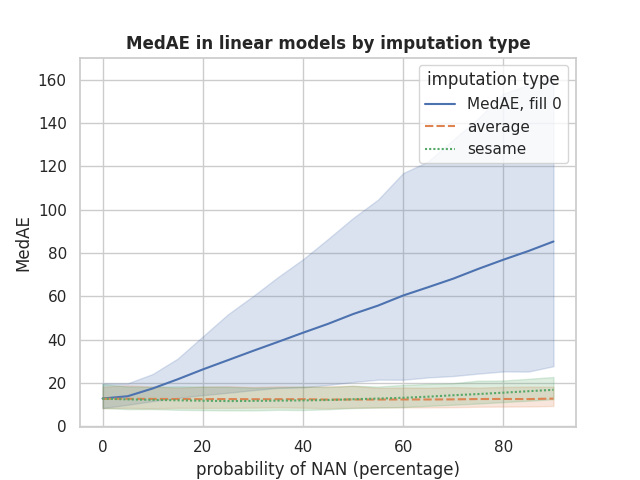 MedAE in linear models by imputation type
160
140
120
100
80
60
40
20
0
MedAE
imputation type
MedAE, fill 0
average
sesame
0
20
40
60
80
probability of NAN (percentage)